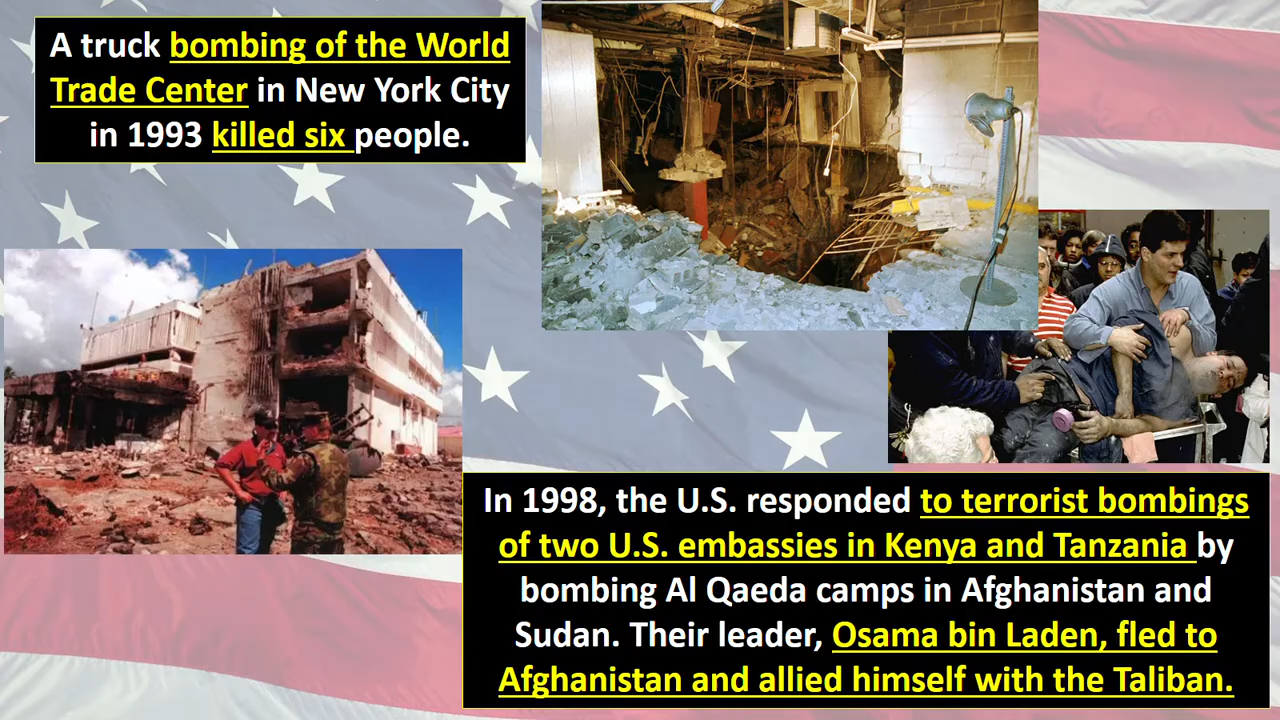 A truck bombing of the World
Trade Center in New York City
in 1993 killed six people.
In 1998, the U.S. responded to terrorist bombings
of two U.S. embassies in Kenya and Tanzania by
bombing Al Qaeda camps in Afghanistan and
Sudan. Their leader, Osama bin Laden, fled to
Afghanistan and allied himself with the Taliban.